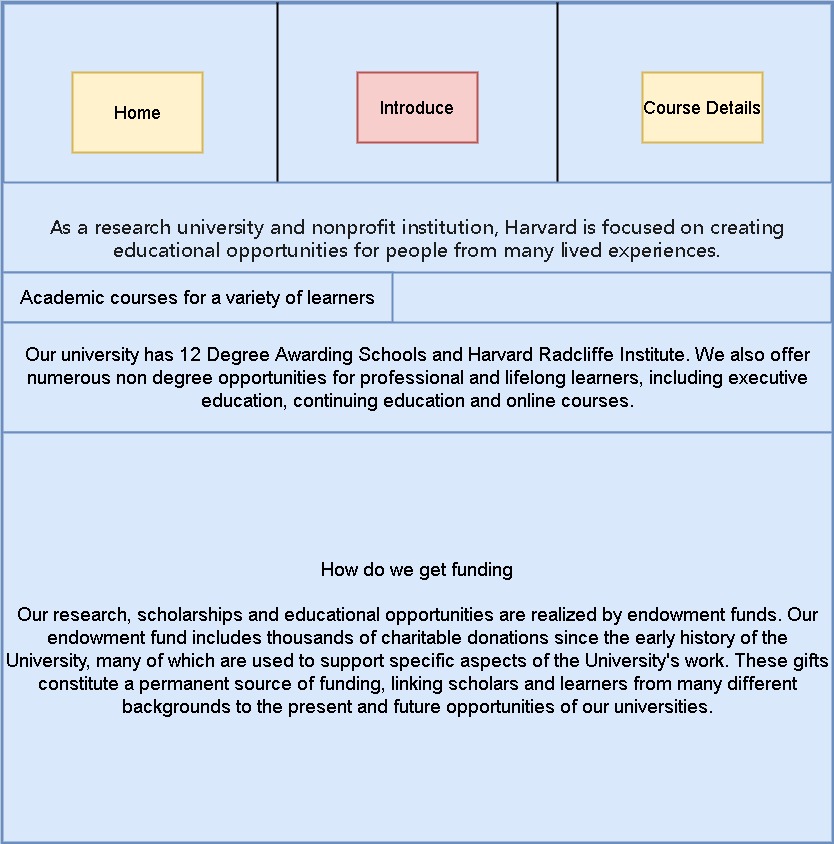 Home
Introduce
Course Details
As a research university and nonprofit institution, Harvard is focused on creating
educational opportunities for people from many lived experiences.
Academic courses for a variety of learners
Our university has 12 Degree Awarding Schools and Harvard Radcliffe Institute. We also offer
numerous non degree opportunities for professional and lifelong learners, including executive
education, continuing education and online courses.
How do we get funding
Our research, scholarships and educational opportunities are realized by endowment funds. Our
endowment fund includes thousands of charitable donations since the early history of the
University, many of which are used to support specific aspects of the University's work. These gifts
constitute a permanent source of funding, linking scholars and learners from many different
backgrounds to the present and future opportunities of our universities.